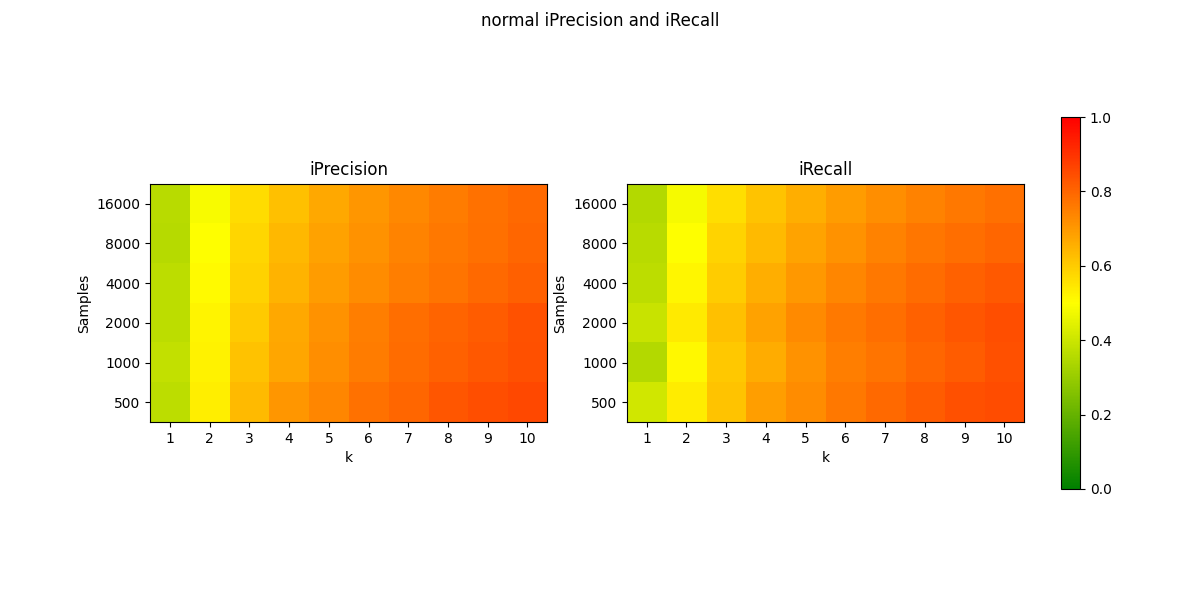 normal iPrecision and iRecall
iPrecision
Samples
16000
8000
4000
2000
1000
500
1 2 3 4 5 6 7 8 9 10
k
iRecall
Samples
16000
8000
4000
2000
1000
500
1 2 3 4 5 6 7 8 9 10
k
1.0
0.8
0.6
0.4
0.2
0.0